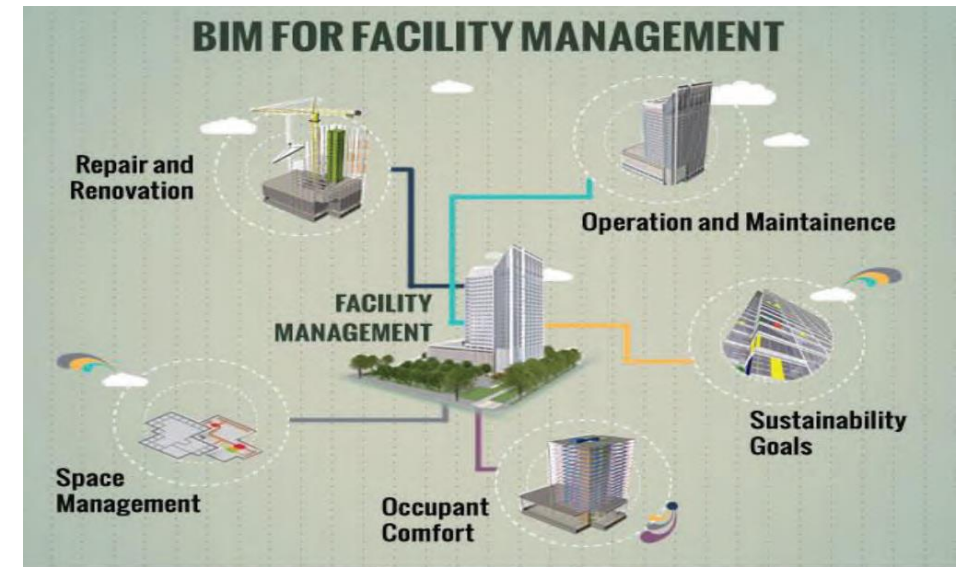 BIM FOR FACILITY MANAGEMENT
Repair and
Renovation
Operation and Maintainence
FACILITY
MANAGEMENT
Sustainability
Goals
Space
Management
Occupant
Comfort